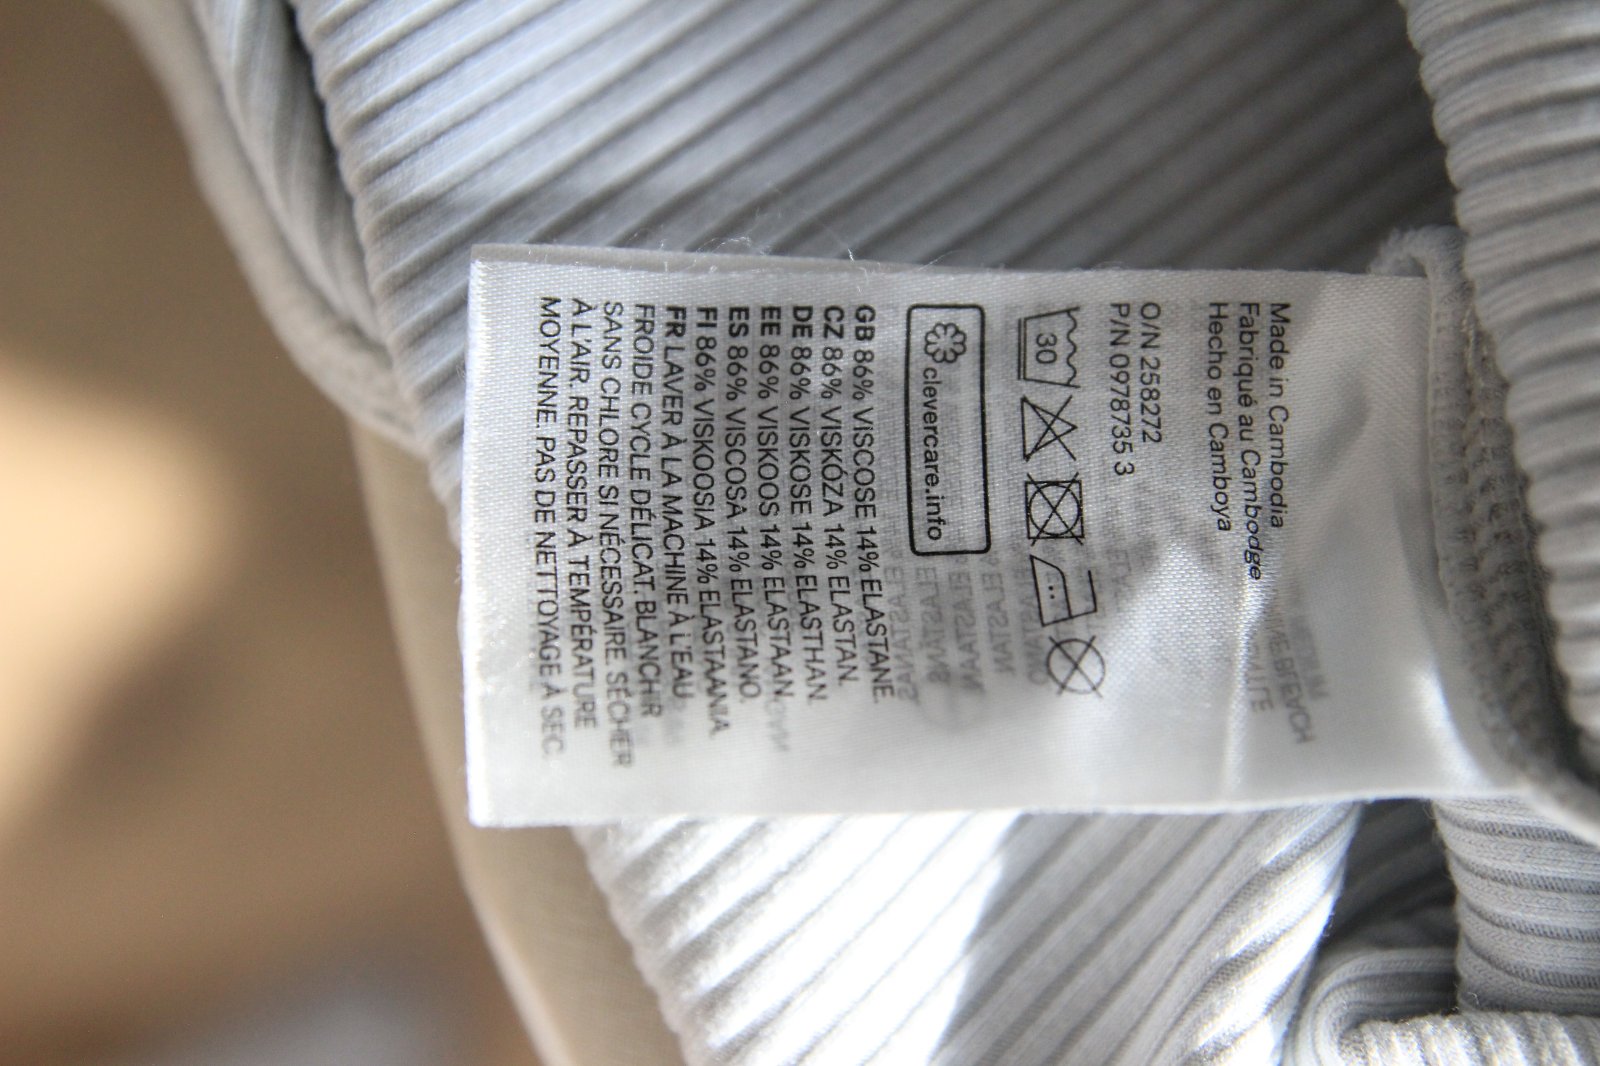 Made in Cambodia
Fabriqué au Cambodge
Hecho en Camboya
O/N 258272
P/N 0978735 3
30
clevercare.info
GB 86% VISCOSE 14% ELASTANE.
CZ 86% VISKÓZA 14% ELASTAN.
DE 86% VISKOSE 14% ELASTHAN.
EE 86% VISKOOS 14% ELASTAAN.
ES 86% VISCOSA 14% ELASTANO.
FI 86% VISKOOSIA 14% ELASTAANIA.
FR LAVER À LA MACHINE À L'EAU
FROIDE CYCLE DÉLICAT. BLANCHIR
SANS CHLORE SI NÉCESSAIRE. SÉCHER
À L'AIR. REPASSER À TEMPÉRATURE
MOYENNE. PAS DE NETTOYAGE À SEC.